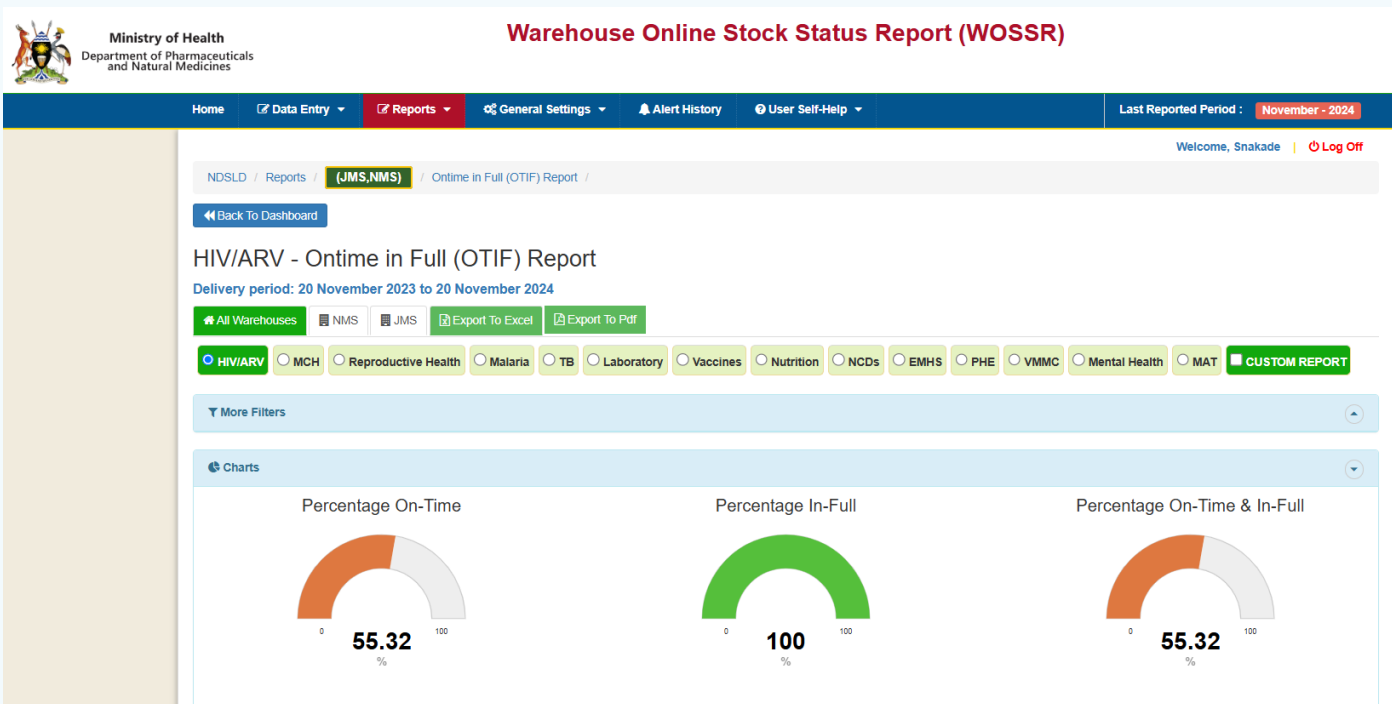 Ministry of Health
Department of Pharmaceuticals
and Natural Medicines
Warehouse Online Stock Status Report (WOSSR)
Home Data Entry Reports General Settings Alert History User Self-Help Last Reported Period : November - 2024
Welcome, Snakade | Log Off
NDSLD / Reports / (JMS,NMS) / Ontime in Full (OTIF) Report /
Back To Dashboard
HIV/ARV - Ontime in Full (OTIF) Report
Delivery period: 20 November 2023 to 20 November 2024
All Warehouses NMS JMS Export To Excel Export To Pdf
HIV/ARV MCH Reproductive Health Malaria TB Laboratory Vaccines Nutrition NCDs EMHS PHE VMMC Mental Health MAT CUSTOM REPORT
More Filters
Charts
Percentage On-Time Percentage In-Full Percentage On-Time & In-Full
0 100 0 100 0 100
55.32 100 55.32
% % %